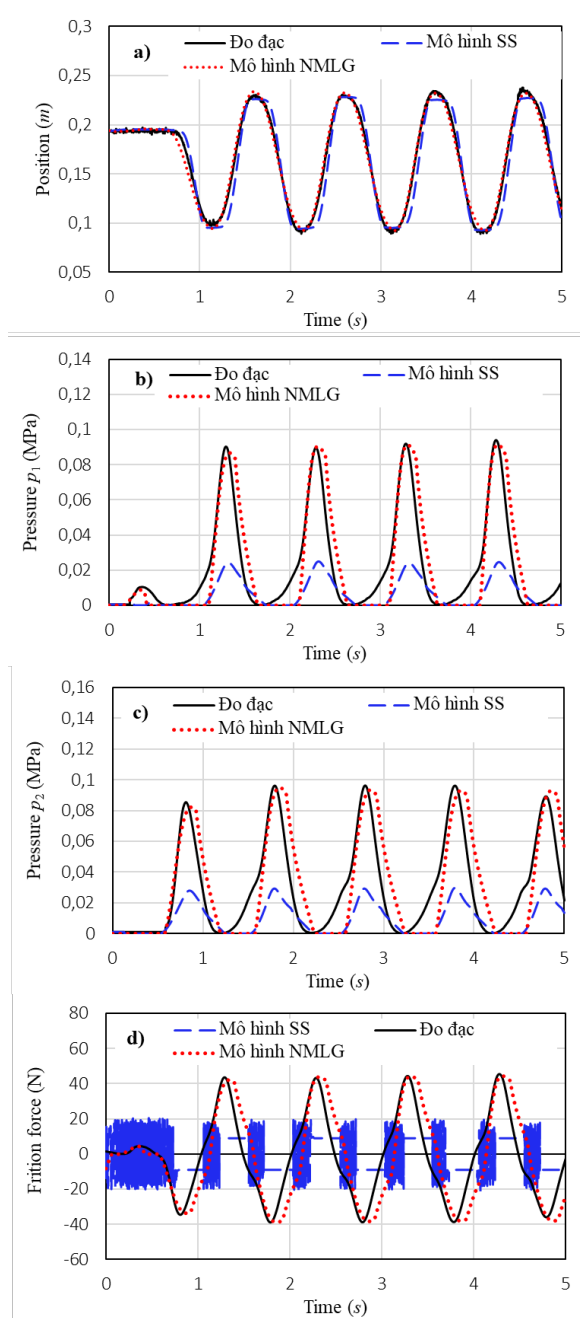 a)
Đo đạc
Mô hình SS
Mô hình NMLG
0,3
0,25
0,2
0,15
0,1
0,05
Position (m)
0 1 2 3 4 5
Time (s)
b)
Đo đạc
Mô hình SS
Mô hình NMLG
0,14
0,12
0,1
0,08
0,06
0,04
0,02
0
Pressure p1 (MPa)
0 1 2 3 4 5
Time (s)
c)
Đo đạc
Mô hình SS
Mô hình NMLG
0,16
0,14
0,12
0,1
0,08
0,06
0,04
0,02
0
Pressure p2 (MPa)
0 1 2 3 4 5
Time (s)
d)
Mô hình SS
Đo đạc
Mô hình NMLG
80
60
40
20
0
-20
-40
-60
Frition force (N)
0 1 2 3 4 5
Time (s)